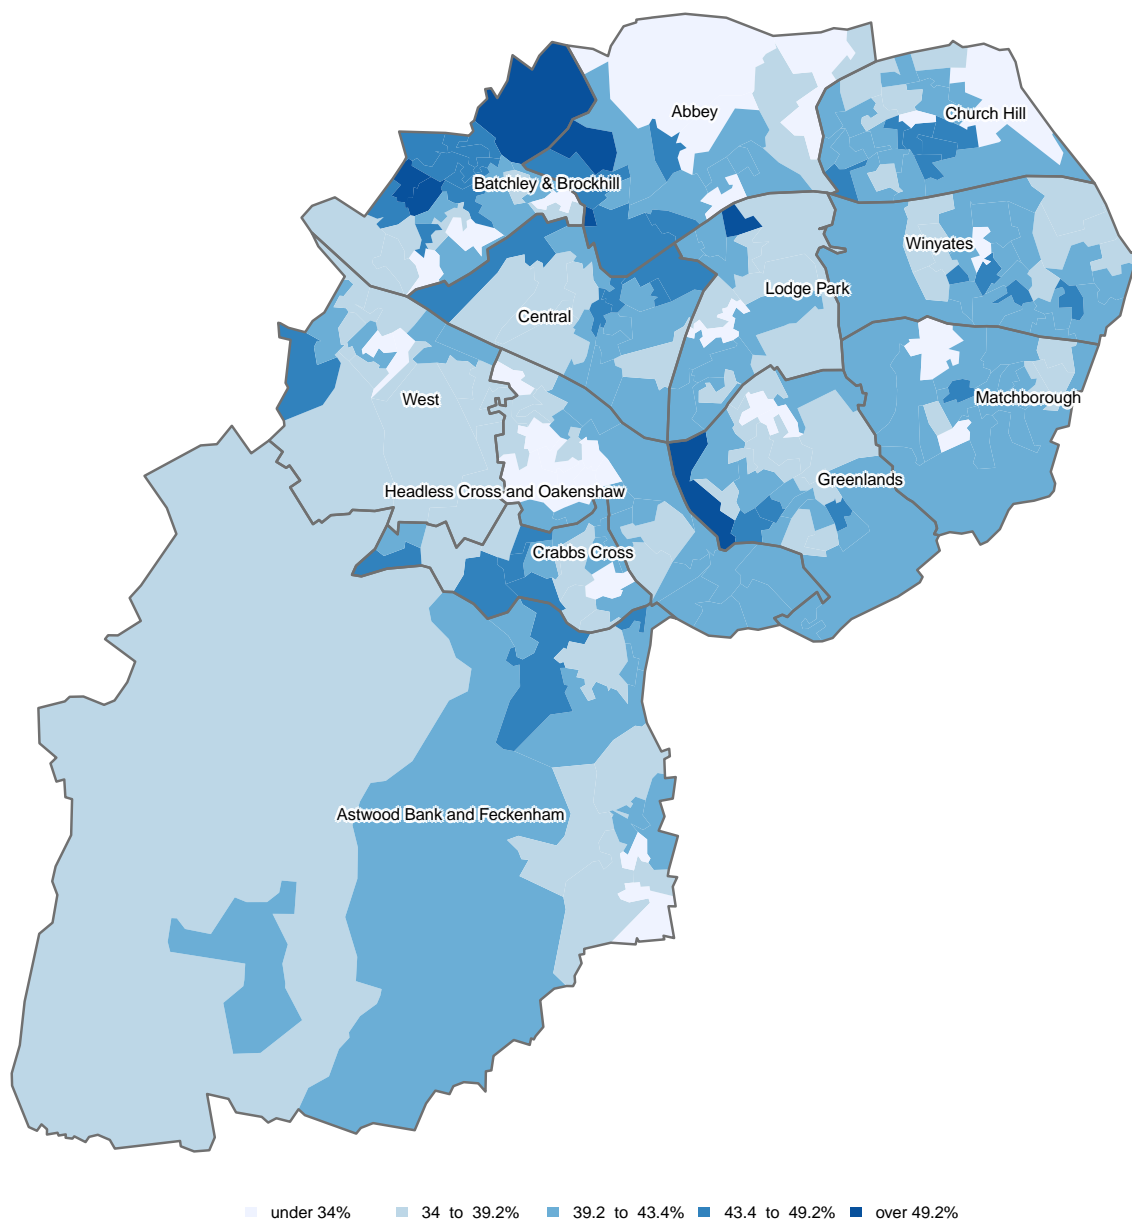 Abbey
Church Hill
Batchley & Brockhill
Winyates
Lodge Park
Central
West
Matchborough
Greenlands
Headless Cross and Oakenshaw
Crabbs Cross
Astwood Bank and Feckenham
under 34% 34 to 39.2% 39.2 to 43.4% 43.4 to 49.2% over 49.2%